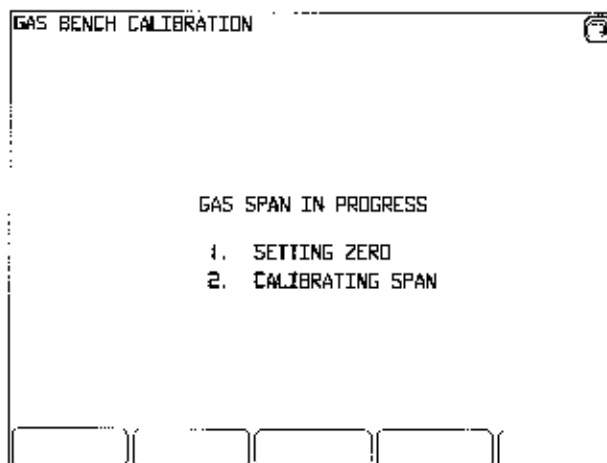 GAS BENCH CALIBRATION
GAS SPAN IN PROGRESS
1. SETTING ZERO
2. CALIBRATING SPAN